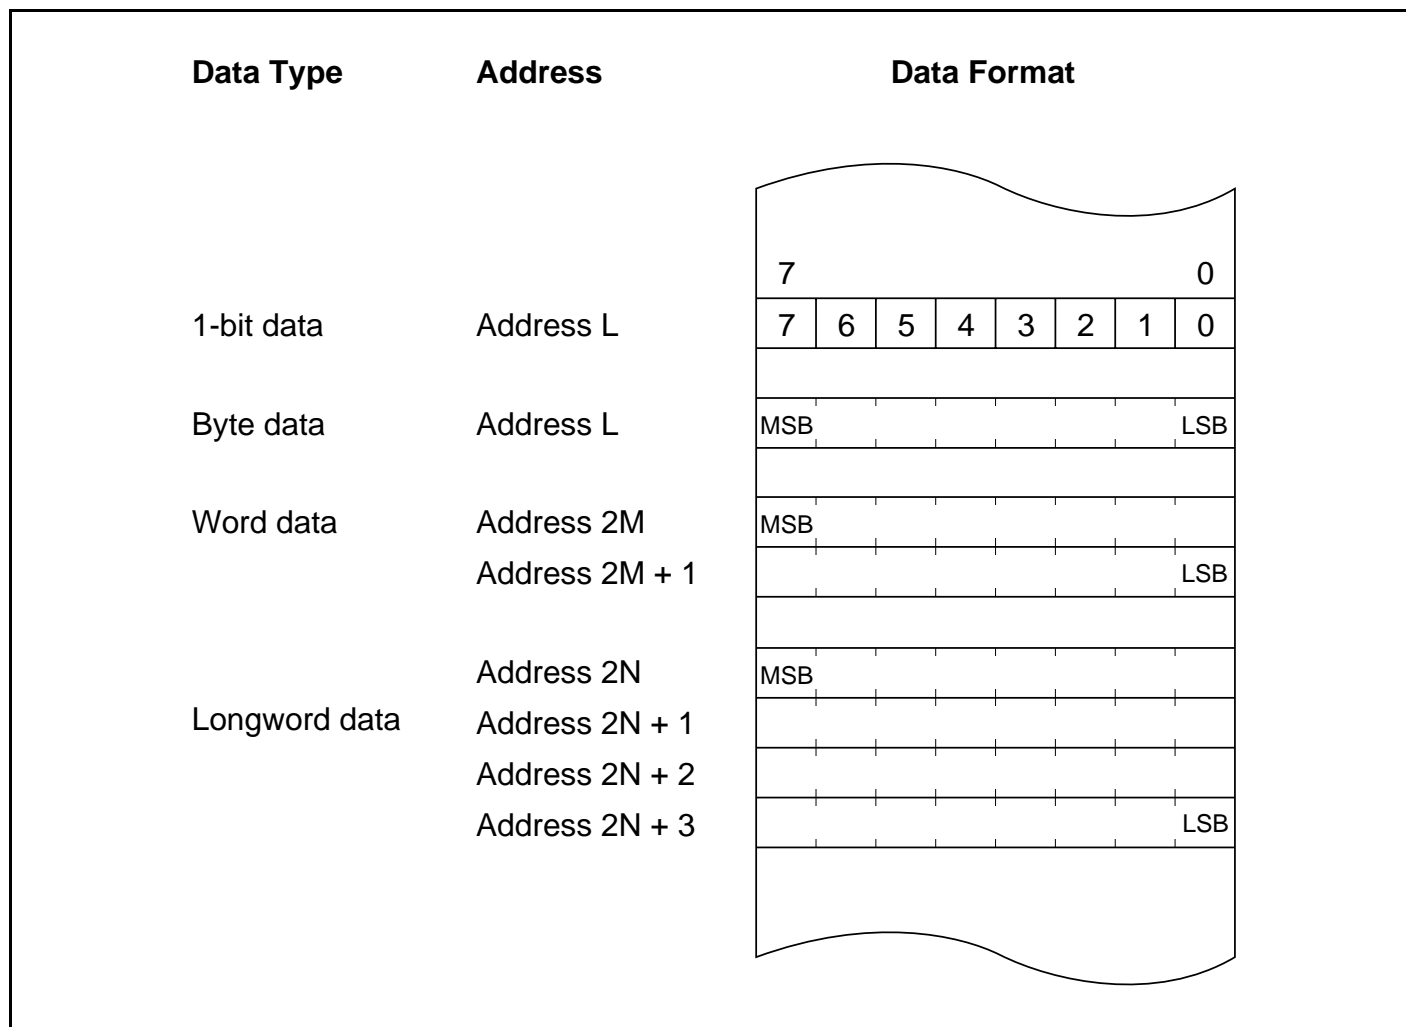 Data Type Address Data Format
7 0
1-bit data Address L 7 6 5 4 3 2 1 0
Byte data Address L MSB LSB
Word data Address 2M MSB
Address 2M + 1 LSB
Address 2N MSB
Longword data Address 2N + 1
Address 2N + 2
Address 2N + 3 LSB